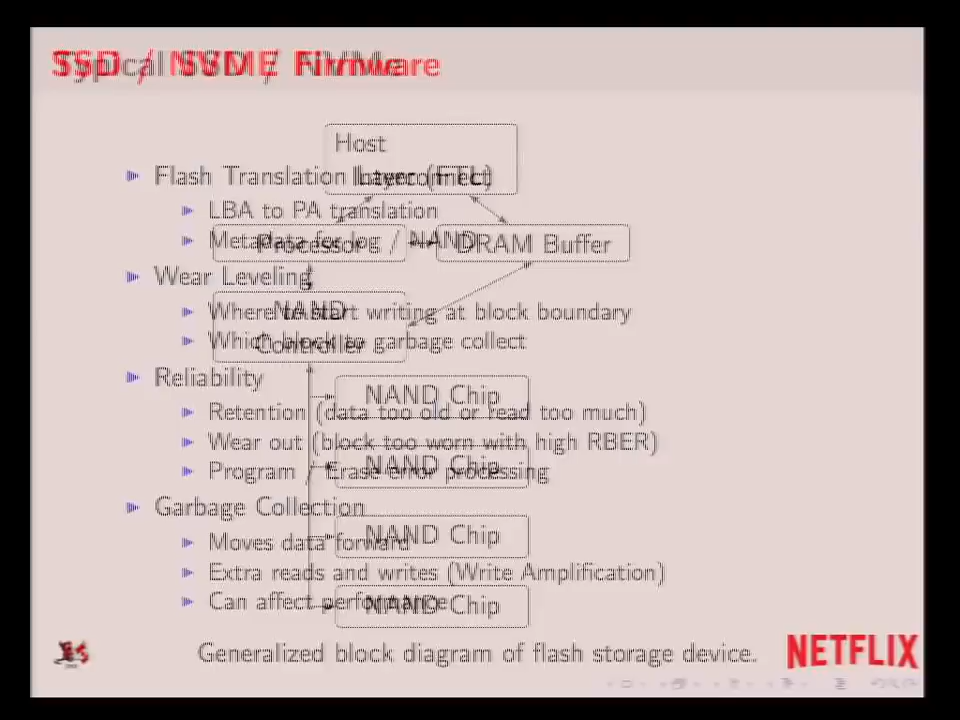 Typical SSD / NVMe
SSD / NVME Firmware
Host
Interconnect
Processor
DRAM Buffer
NAND
Controller
NAND Chip
NAND Chip
NAND Chip
NAND Chip
Generalized block diagram of flash storage device.
Flash Translation Layer (FTL)
LBA to PA translation
Metadata for log / NAND
Wear Leveling
Where to start writing at block boundary
Which block to garbage collect
Reliability
Retention (data too old or read too much)
Wear out (block too worn with high RBER)
Program / Erase error processing
Garbage Collection
Moves data forward
Extra reads and writes (Write Amplification)
Can affect performance
NETFLIX